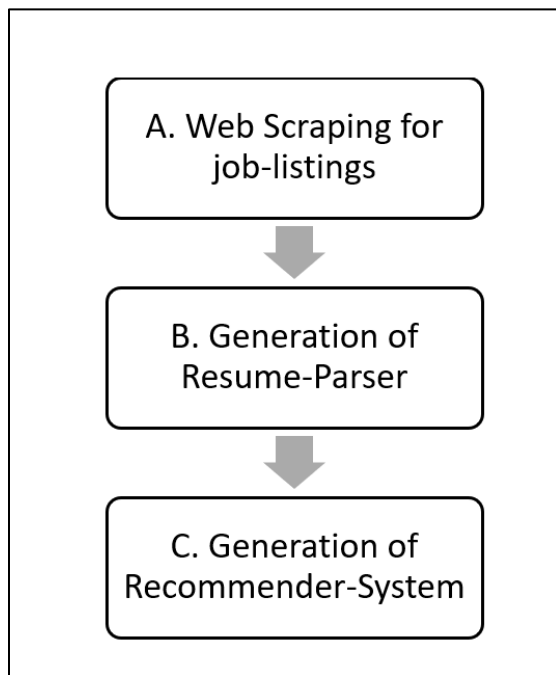 A. Web Scraping for
job-listings
B. Generation of
Resume-Parser
C. Generation of
Recommender-System